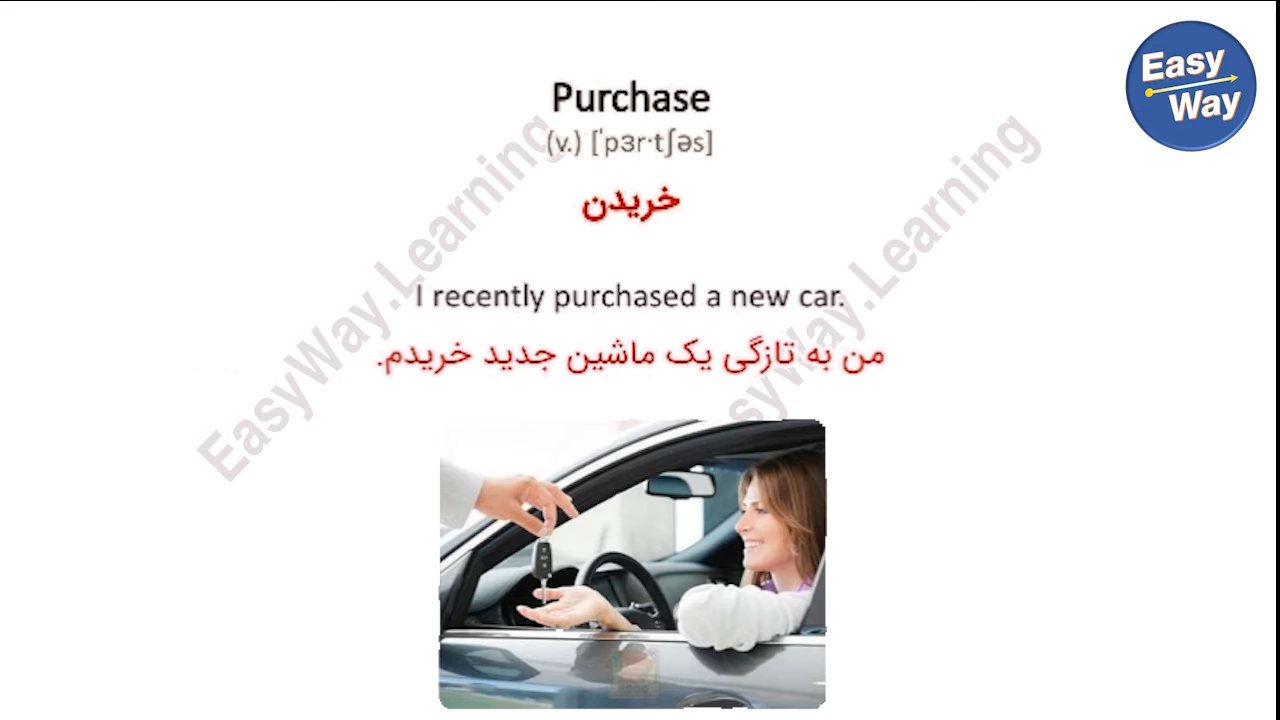 Easy
Way
Purchase
(v.) [ˈpɜr·tʃəs]
خریدن
I recently purchased a new car.
من به تازگی یک ماشین جدید خریدم.
EasyWay.Learning
EasyWay.Learning